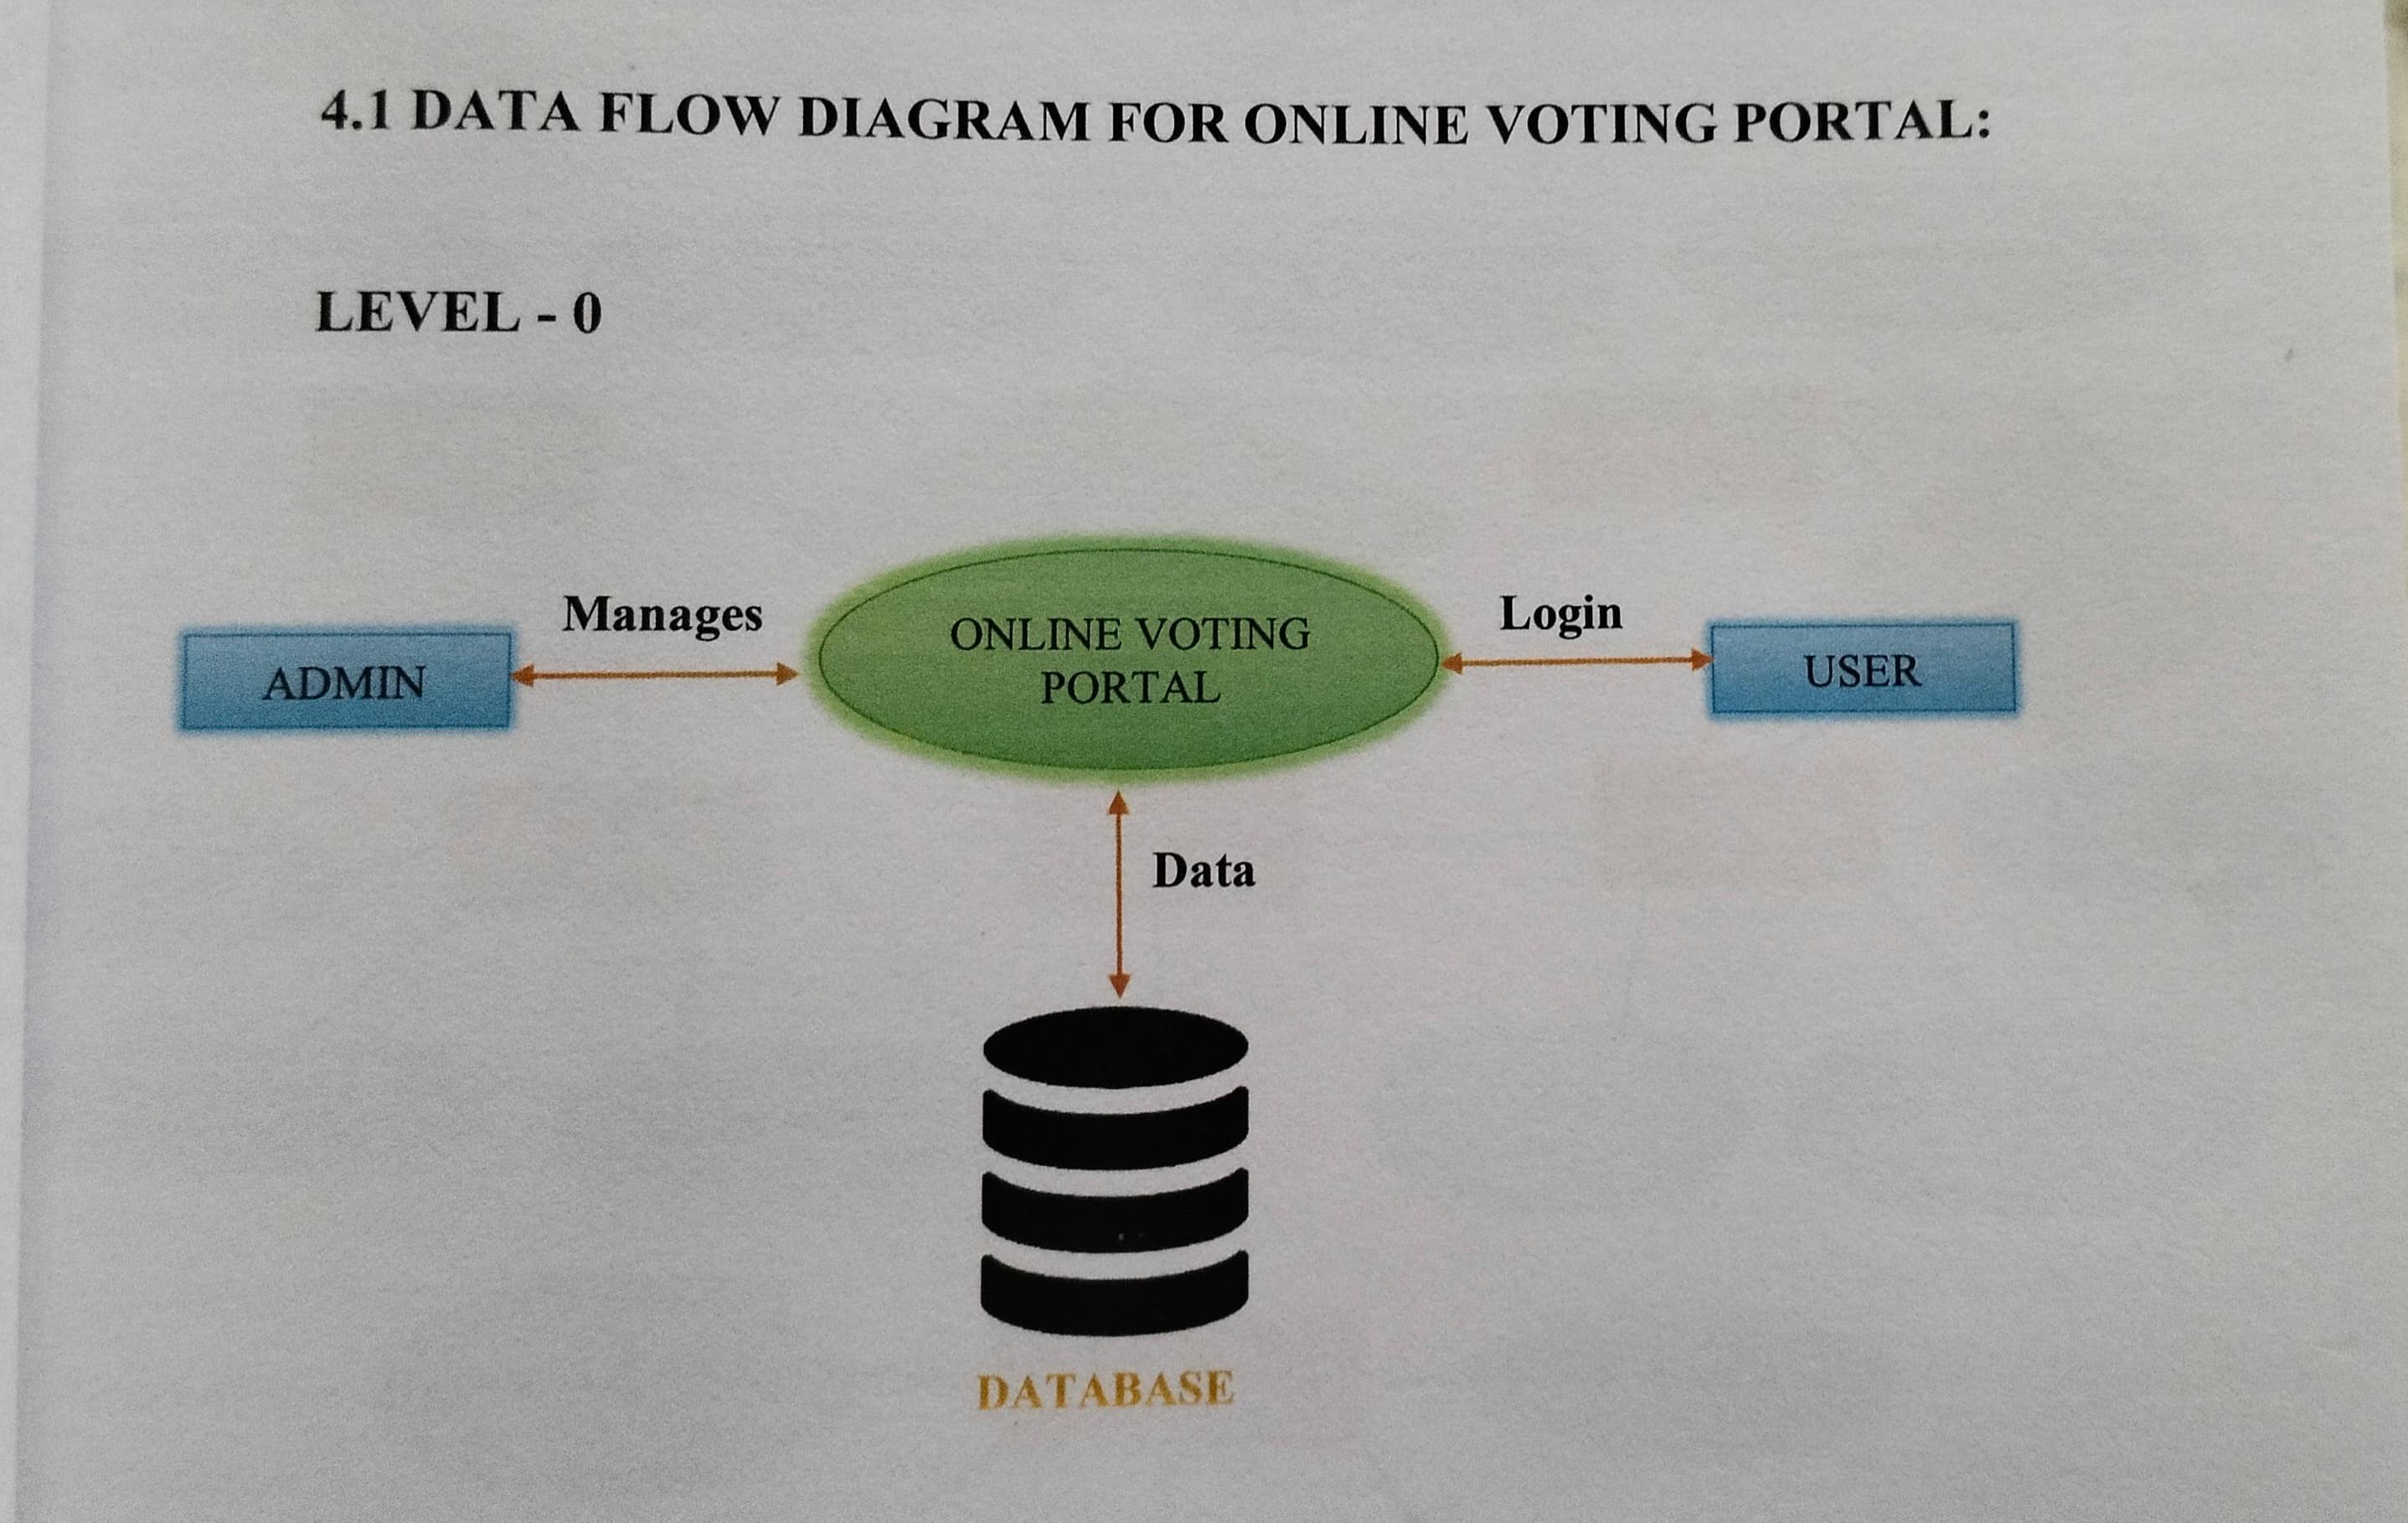 4.1 DATA FLOW DIAGRAM FOR ONLINE VOTING PORTAL:
LEVEL - 0
Manages
Login
ADMIN
ONLINE VOTING
PORTAL
USER
Data
DATABASE